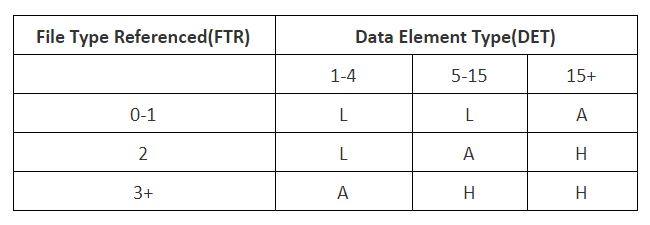 File Type Referenced(FTR) Data Element Type(DET)
1-4 5-15 15+
0-1 L L A
2 L A H
3+ A H H